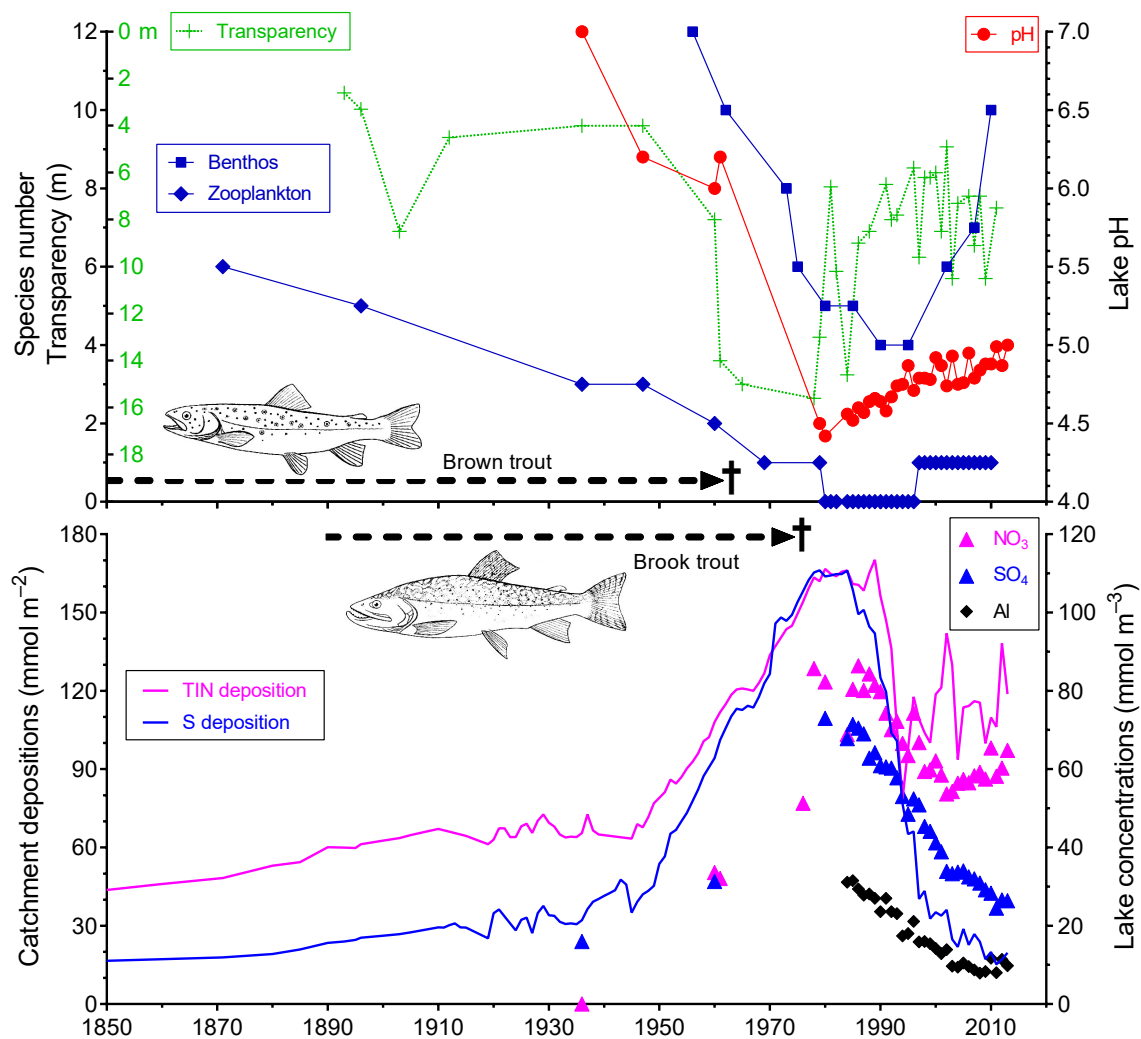 12
10
8
6
4
2
0
0 m
2
4
6
8
10
12
14
16
18
Species number
Transparency (m)
Transparency
Benthos
Zooplankton
pH
7.0
6.5
6.0
5.5
5.0
4.5
4.0
Lake pH
Brown trout
Brook trout
180
150
120
90
60
30
0
Catchment depositions (mmol m⁻²)
TIN deposition
S deposition
NO₃
SO₄
Al
120
100
80
60
40
20
0
Lake concentrations (mmol m⁻³)
1850 1870 1890 1910 1930 1950 1970 1990 2010